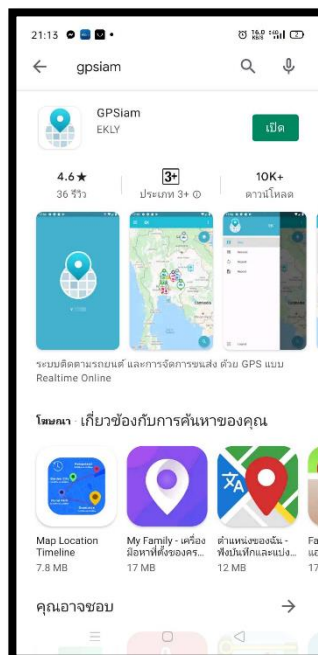 21:13
16.0 KB/S
gpsiam
GPSiam
EKLY
เปิด
4.6★
36 รีวิว
3+
ประเภท 3+
10K+
ดาวน์โหลด
ระบบติดตามรถยนต์ และการจัดการขนส่ง ด้วย GPS แบบ
Realtime Online
โฆษณา · เกี่ยวข้องกับการค้นหาของคุณ
Map Location
Timeline
7.8 MB
My Family - เครื่อง
มือหาที่ตั้งของคร...
17 MB
ตำแหน่งของฉัน -
ฟังบันทึกและแบ่ง...
12 MB
Fa
17
คุณอาจชอบ